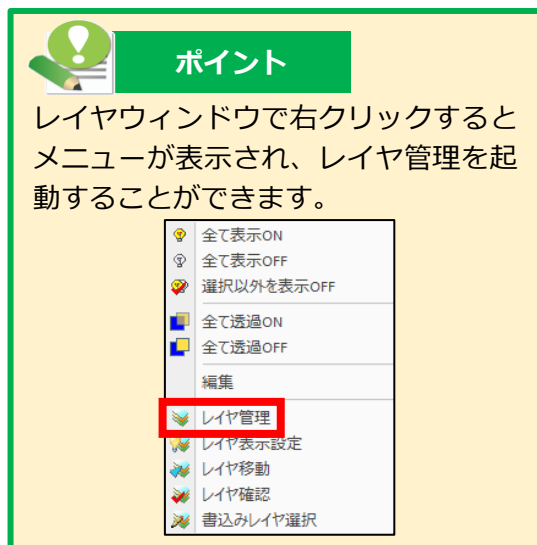 ポイント
レイヤウィンドウで右クリックすると
メニューが表示され、レイヤ管理を起
動することができます。
全て表示ON
全て表示OFF
選択以外を表示OFF
全て透過ON
全て透過OFF
編集
レイヤ管理
レイヤ表示設定
レイヤ移動
レイヤ確認
書込みレイヤ選択